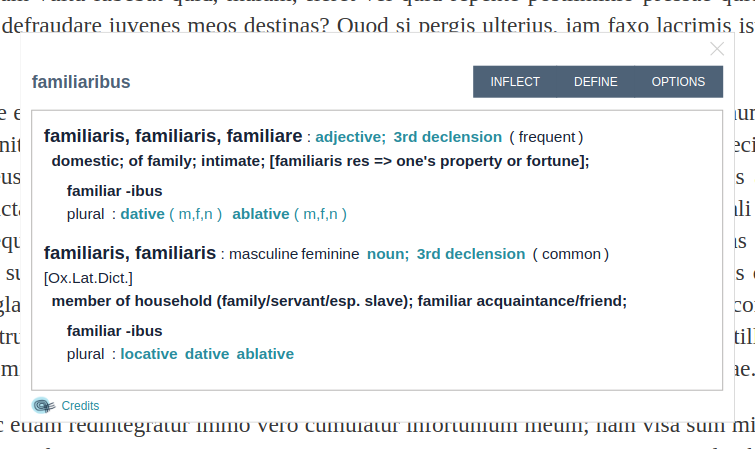 defraudare iuvenes meos destinas? Quod si pergis ulterius, iam faxo lacrimis is
familiaribus
INFLECT DEFINE OPTIONS
familiaris, familiaris, familiare : adjective; 3rd declension ( frequent )
domestic; of family; intimate; [familiaris res => one's property or fortune];
familiar -ibus
plural : dative ( m,f,n ) ablative ( m,f,n )
familiaris, familiaris : masculine feminine noun; 3rd declension ( common )
[Ox.Lat.Dict.]
member of household (family/servant/esp. slave); familiar acquaintance/friend;
familiar -ibus
plural : locative dative ablative
Credits
etiam redintegratur immo vero cumulatur infortunium meum; nam visa sum mi